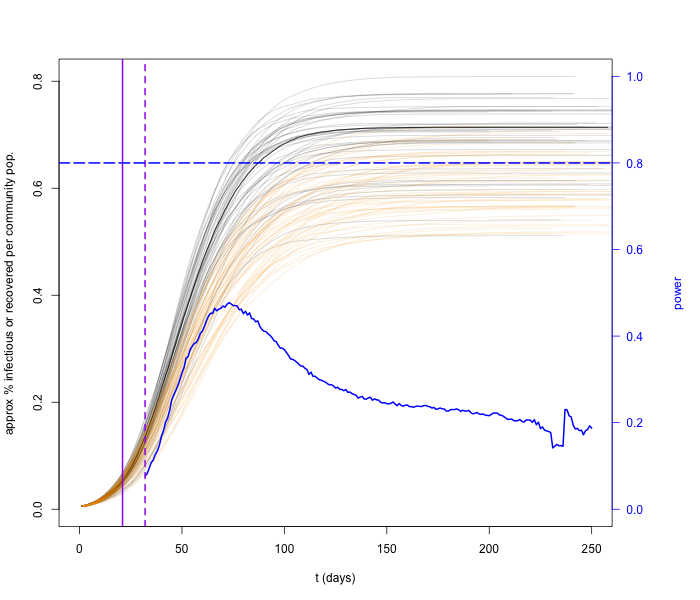 approx % infectious or recovered per community pop.
0.8
0.6
0.4
0.2
0.0
1.0
0.8
0.6
0.4
0.2
0.0
power
0 50 100 150 200 250
t (days)